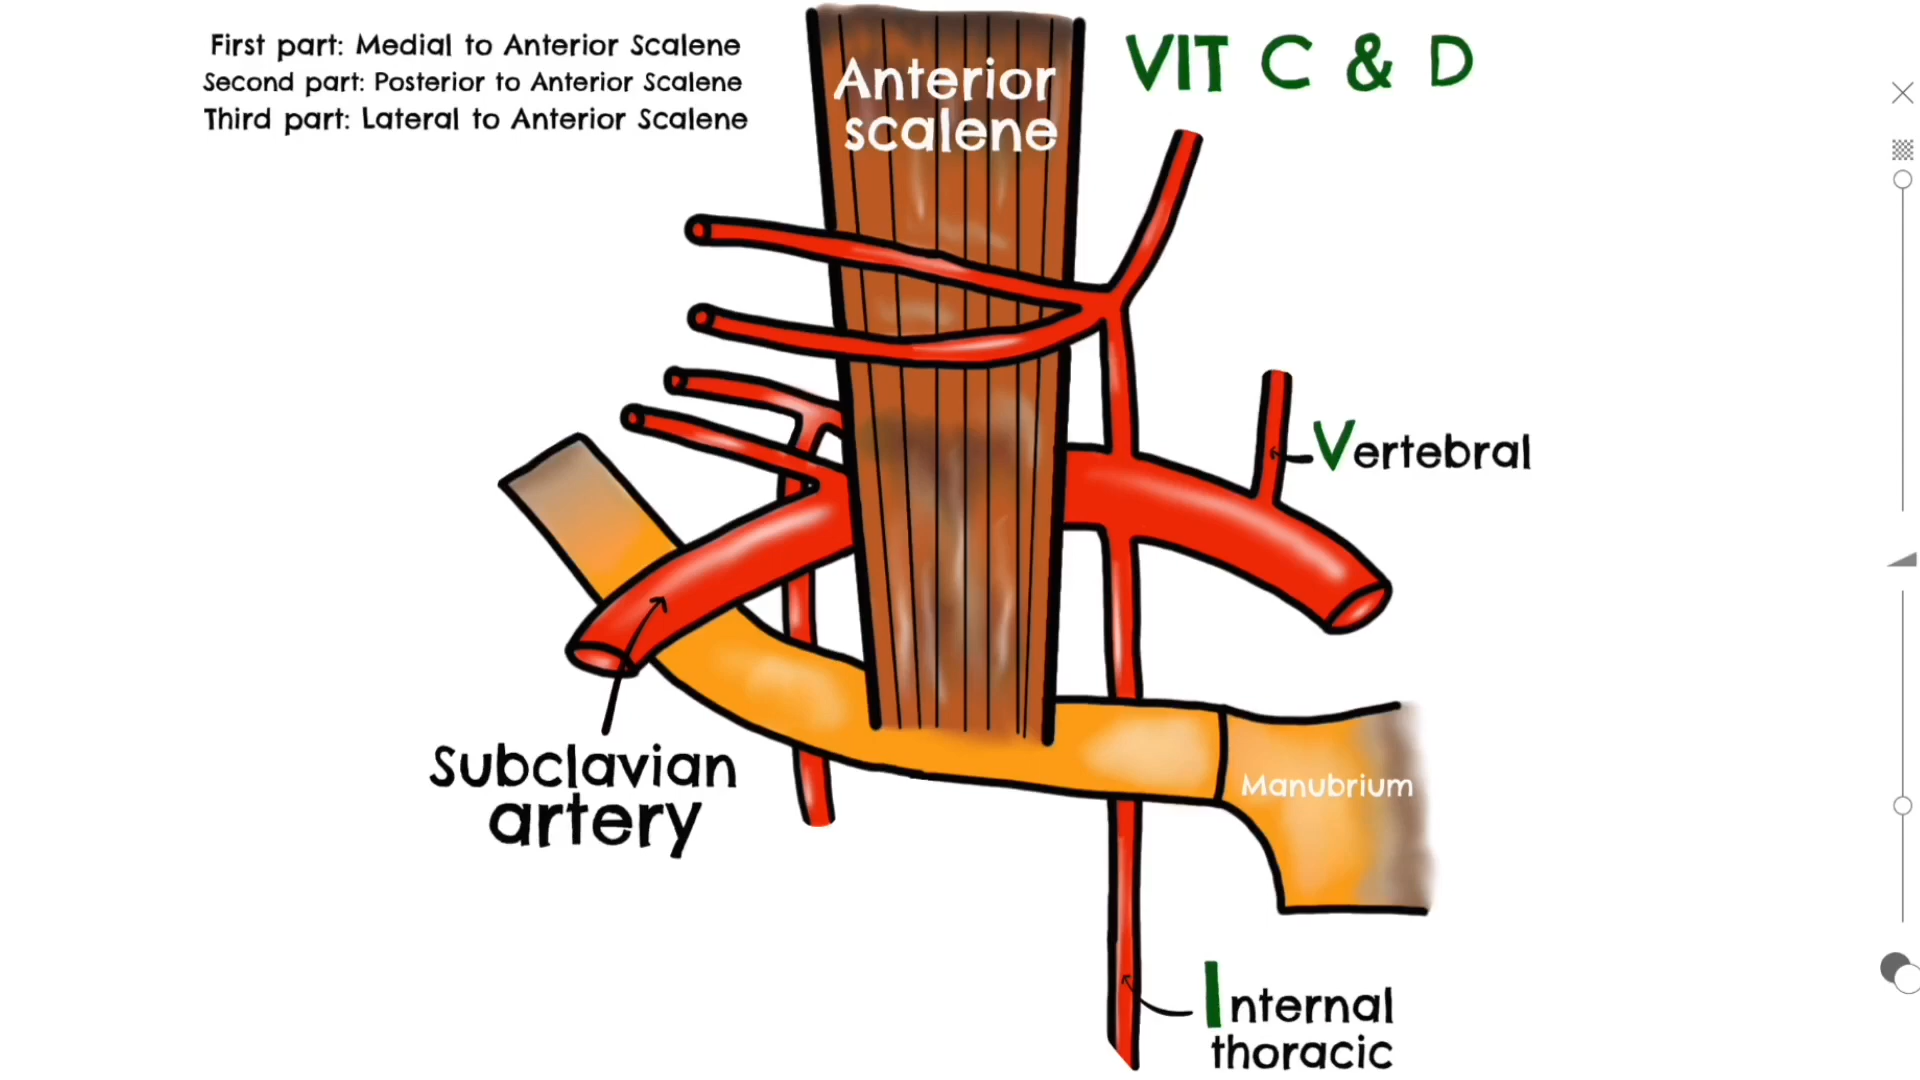 First part: Medial to Anterior Scalene
Second part: Posterior to Anterior Scalene
Third part: Lateral to Anterior Scalene
Anterior
scalene
VIT C & D
Vertebral
Subclavian
artery
Manubrium
Internal
thoracic